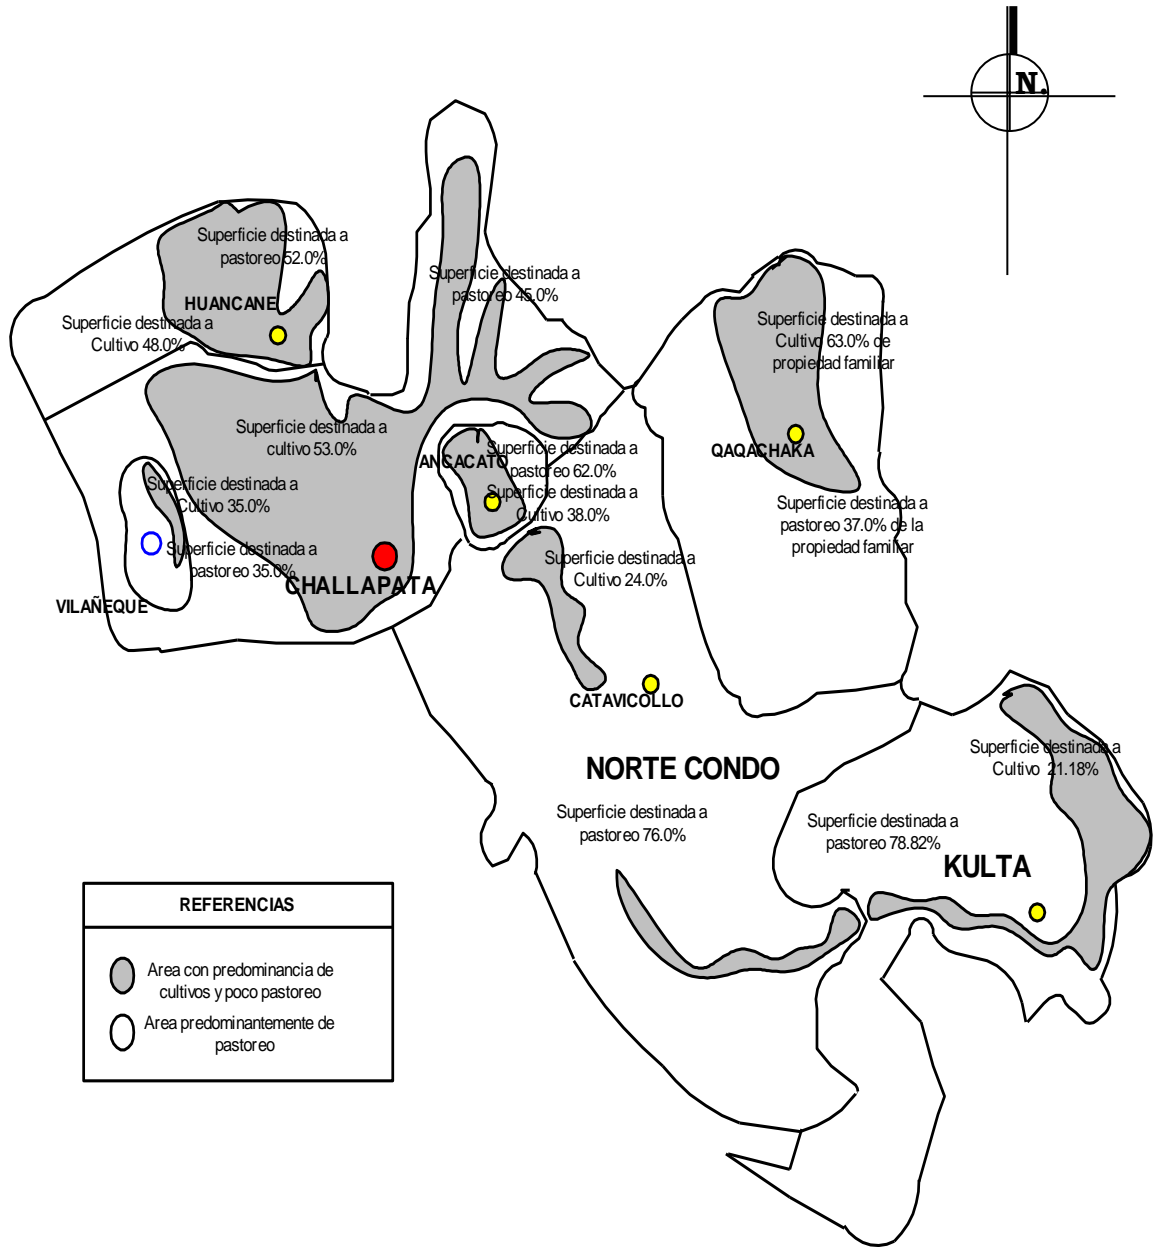 N.
Superficie destinada a
pastoreo 52.0%
HUANCANE
Superficie destinada a
Cultivo 48.0%
Superficie destinada a
pastoreo 45.0%
Superficie destinada a
Cultivo 63.0% de
propiedad familiar
QAQACHAKA
Superficie destinada a
pastoreo 37.0% de la
propiedad familiar
Superficie destinada a
cultivo 53.0%
ANCACATO
Superficie destinada a
pastoreo 62.0%
Superficie destinada a
Cultivo 38.0%
Superficie destinada a
Cultivo 35.0%
Superficie destinada a
pastoreo 35.0%
VILAÑEQUE
CHALLAPATA
Superficie destinada a
Cultivo 24.0%
CATAVICOLLO
NORTE CONDO
Superficie destinada a
pastoreo 76.0%
Superficie destinada a
Cultivo 21.18%
Superficie destinada a
pastoreo 78.82%
KULTA
REFERENCIAS
Area con predominancia de
cultivos y poco pastoreo
Area predominantemente de
pastoreo